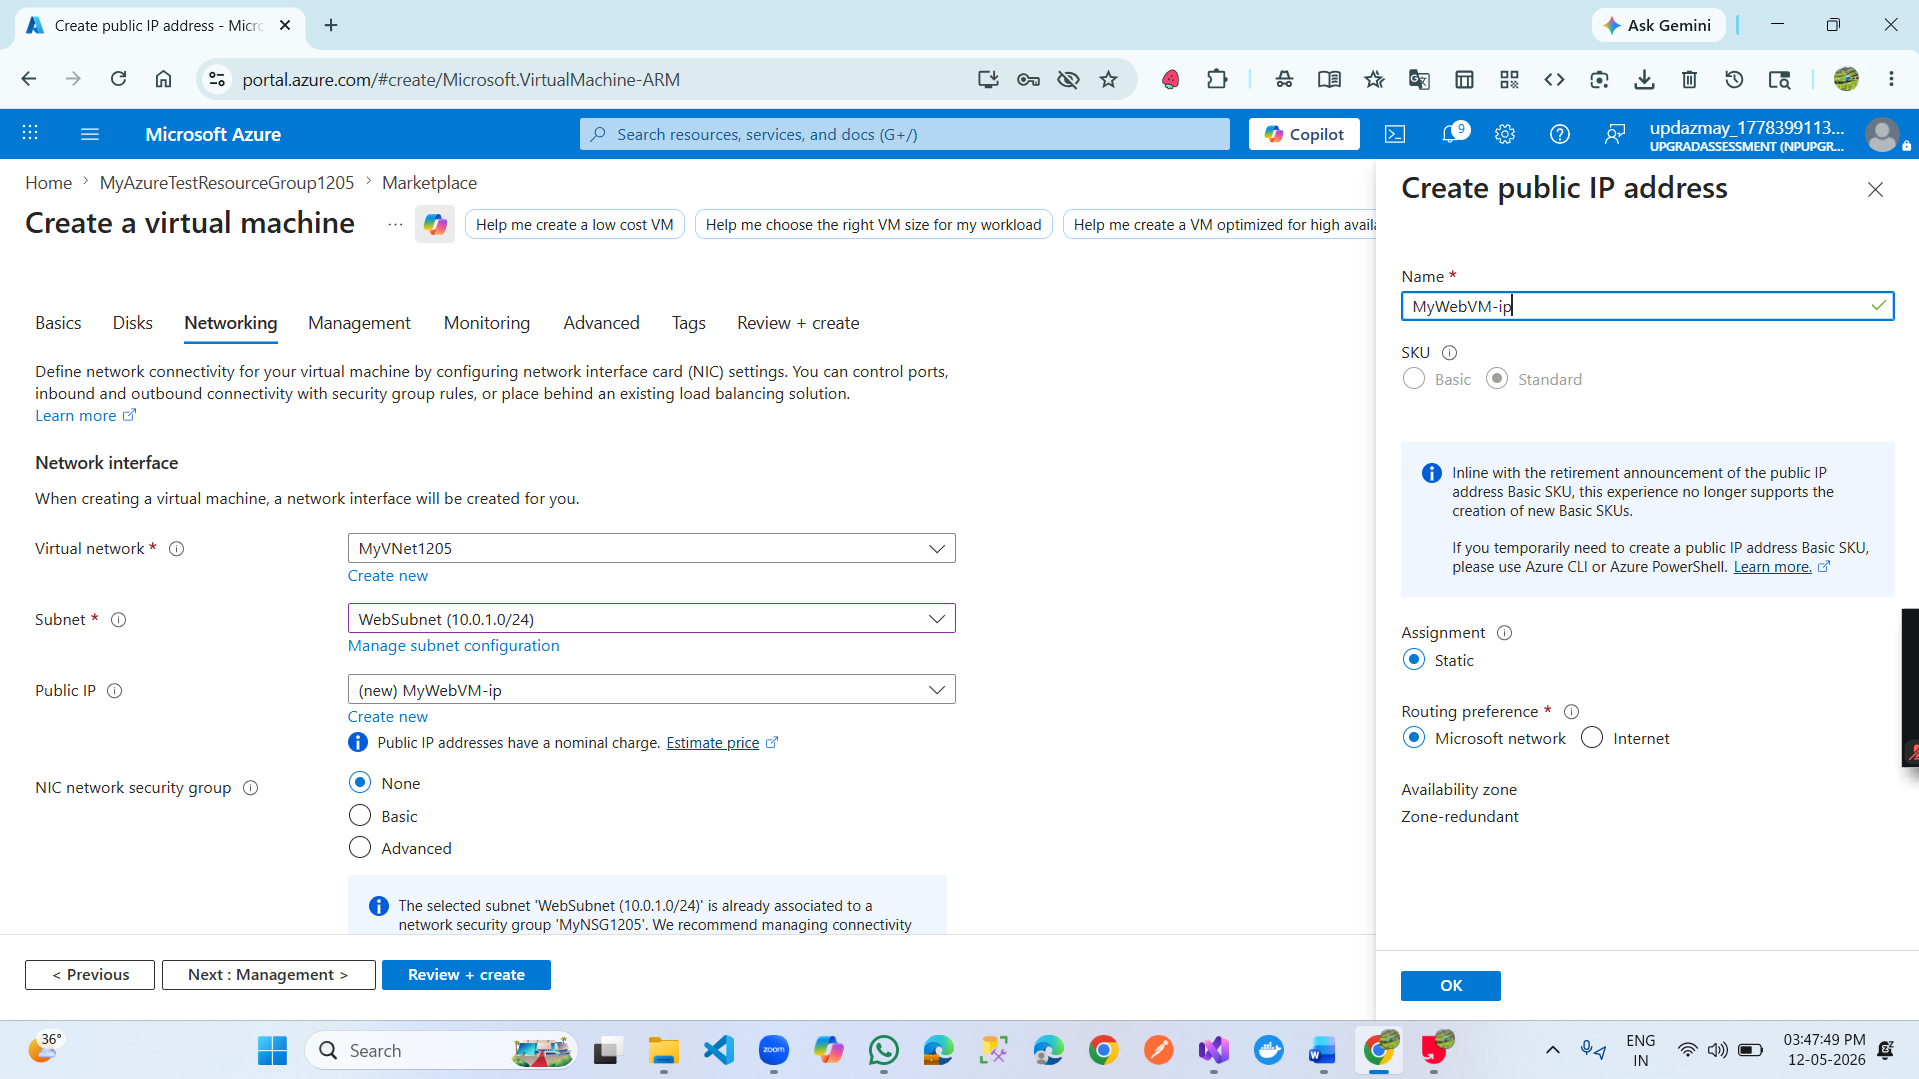 Create public IP address - Micr
Ask Gemini
portal.azure.com/#create/Microsoft.VirtualMachine-ARM
Microsoft Azure
Search resources, services, and docs (G+/)
Copilot
9
updazmay_1778399113...
UPGRADASSESSMENT (NPUPGR...
Home > MyAzureTestResourceGroup1205 > Marketplace
Create a virtual machine
...
Help me create a low cost VM
Help me choose the right VM size for my workload
Help me create a VM optimized for high availa
Basics
Disks
Networking
Management
Monitoring
Advanced
Tags
Review + create
Define network connectivity for your virtual machine by configuring network interface card (NIC) settings. You can control ports,
inbound and outbound connectivity with security group rules, or place behind an existing load balancing solution.
Learn more
Network interface
When creating a virtual machine, a network interface will be created for you.
Virtual network *
MyVNet1205
Create new
Subnet *
WebSubnet (10.0.1.0/24)
Manage subnet configuration
Public IP
(new) MyWebVM-ip
Create new
Public IP addresses have a nominal charge. Estimate price
NIC network security group
None
Basic
Advanced
The selected subnet 'WebSubnet (10.0.1.0/24)' is already associated to a
network security group 'MyNSG1205'. We recommend managing connectivity
< Previous
Next : Management >
Review + create
Create public IP address
Name *
MyWebVM-ip
SKU
Basic
Standard
Inline with the retirement announcement of the public IP
address Basic SKU, this experience no longer supports the
creation of new Basic SKUs.
If you temporarily need to create a public IP address Basic SKU,
please use Azure CLI or Azure PowerShell. Learn more.
Assignment
Static
Routing preference *
Microsoft network
Internet
Availability zone
Zone-redundant
OK
36°
Search
zoom
ENG
IN
03:47:49 PM
12-05-2026